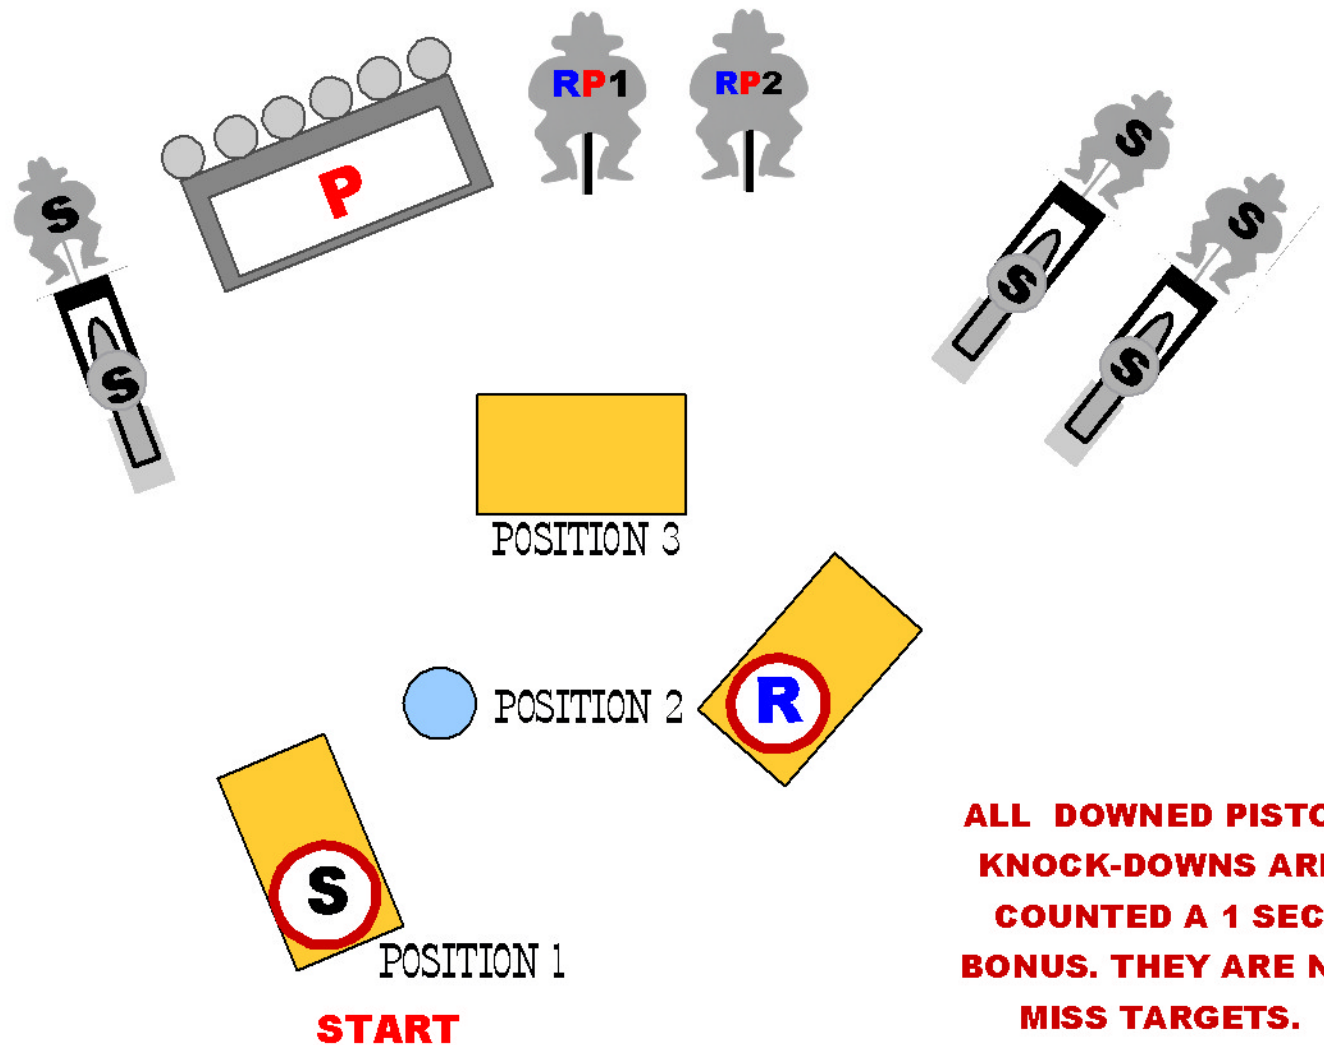 RP1
RP2
S
S
P
S
S
S
S
POSITION 3
R
POSITION 2
S
POSITION 1
START
ALL DOWNED
KNOCK-DOWNS
COUNTED A 1 SEC
BONUS. THEY ARE
MISS TARGETS.